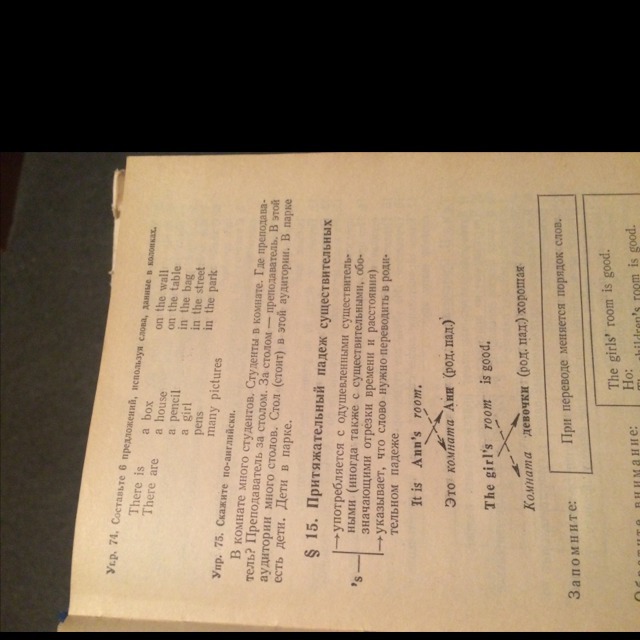 Упр. 74. Составьте 6 предложений, используя слова, данные в колонках.
There is a box on the wall
There are a house on the table
a pencil in the bag
a girl in the street
pens in the park
many pictures
Упр. 75. Скажите по-английски.
В комнате много студентов. Студенты в комнате. Где преподава-
тель? Преподаватель за столом. За столом — преподаватель. В этой
аудитории много столов. Стол (стоит) в этой аудитории. В парке
есть дети. Дети в парке.
§ 15. Притяжательный падеж существительных
→употребляется с одушевленными существитель-
ными (иногда также с существительными, обо-
значающими отрезки времени и расстояния)
's
→указывает, что слово нужно переводить в роди-
тельном падеже
It is Ann's room.
Это комната Анн (род. пад.)
The girl's room is good.
Комната девочки (род. пад.) хорошая
Запомните:
При переводе меняется порядок слов.
The girls' room is good.
Но:
children's room is good.
внимание: